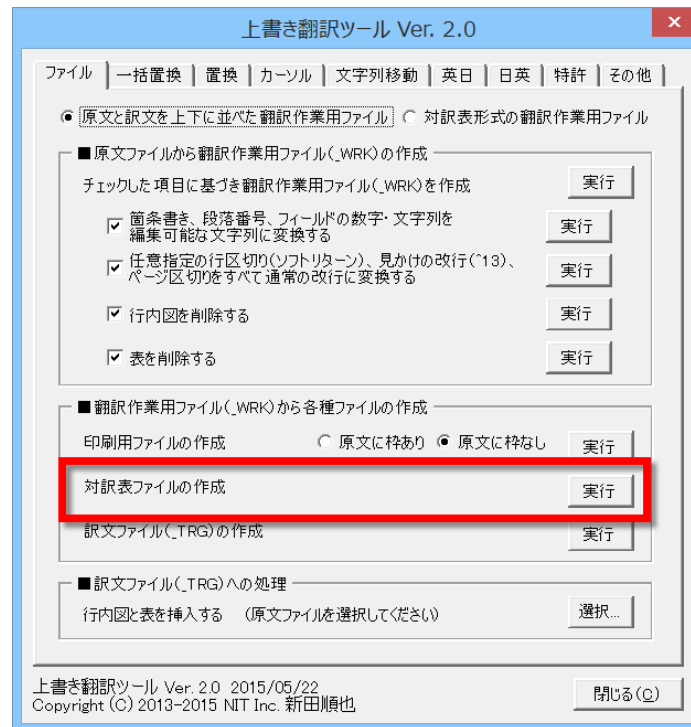 上書き翻訳ツール Ver. 2.0
ファイル 一括置換 置換 カーソル 文字列移動 英日 日英 特許 その他
原文と訳文を上下に並べた翻訳作業用ファイル 対訳表形式の翻訳作業用ファイル
■原文ファイルから翻訳作業用ファイル(_WRK)の作成
チェックした項目に基づき翻訳作業用ファイル(_WRK)を作成 実行
箇条書き、段落番号、フィールドの数字・文字列を
編集可能な文字列に変換する 実行
任意指定の行区切り(ソフトリターン)、見かけの改行(^13)、
ページ区切りをすべて通常の改行に変換する 実行
行内図を削除する 実行
表を削除する 実行
■翻訳作業用ファイル(_WRK)から各種ファイルの作成
印刷用ファイルの作成 原文に枠あり 原文に枠なし 実行
対訳表ファイルの作成 実行
訳文ファイル(_TRG)の作成 実行
■訳文ファイル(_TRG)への処理
行内図と表を挿入する (原文ファイルを選択してください) 選択...
上書き翻訳ツール Ver. 2.0 2015/05/22
Copyright (C) 2013-2015 NIT Inc. 新田順也 閉じる(C)